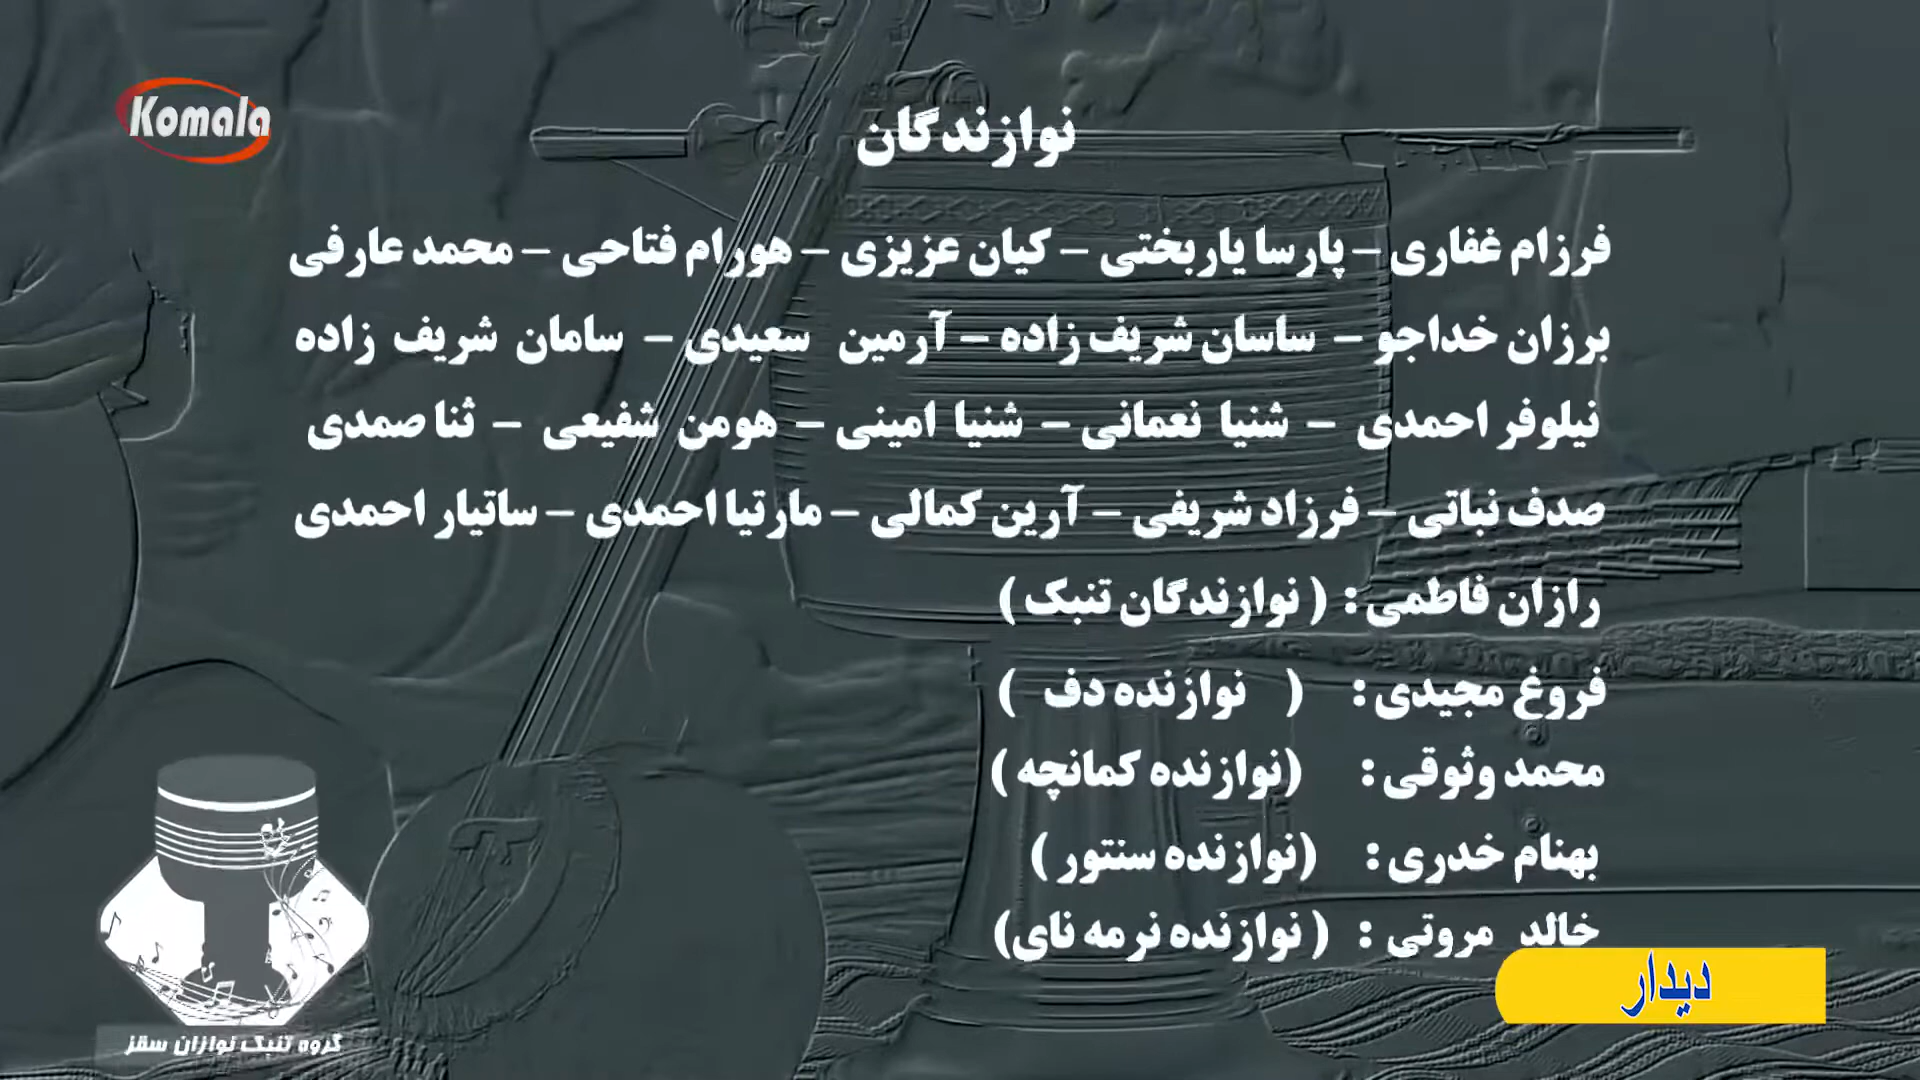 Komala
نوازندگان
فرزام غفاری – پارسا یاربختی – کیان عزیزی – هورام فتاحی – محمد عارفی
برزان خداجو – ساسان شریف زاده – آرمین سعیدی – سامان شریف زاده
نیلوفر احمدی – شنیا نعمانی – شنیا امینی – هومن شفیعی – ثنا صمدی
صدف نباتی – فرزاد شریفی – آرین کمالی – مارتیا احمدی – ساتیار احمدی
رازان فاطمی : ( نوازندگان تنبک )
فروغ مجیدی : ( نوازنده دف )
محمد وثوقی : (نوازنده کمانچه )
بهنام خدری : (نوازنده سنتور )
خالد مروتی : ( نوازنده نرمه نای)
دیدار
گروه تنبک نوازان سقز